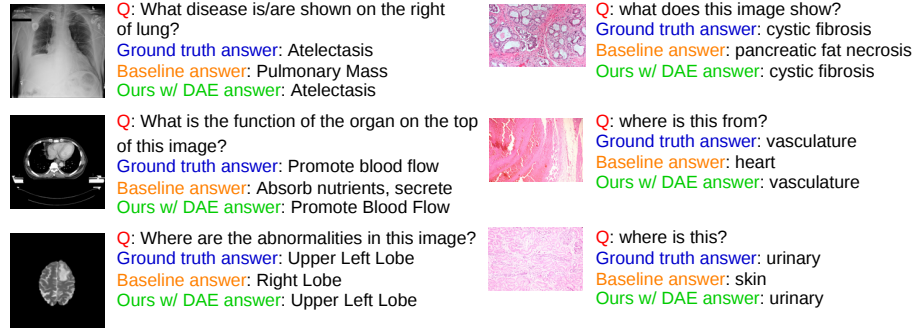 Q: What disease is/are shown on the right
of lung?
Ground truth answer: Atelectasis
Baseline answer: Pulmonary Mass
Ours w/ DAE answer: Atelectasis
Q: What is the function of the organ on the top
of this image?
Ground truth answer: Promote blood flow
Baseline answer: Absorb nutrients, secrete
Ours w/ DAE answer: Promote Blood Flow
Q: Where are the abnormalities in this image?
Ground truth answer: Upper Left Lobe
Baseline answer: Right Lobe
Ours w/ DAE answer: Upper Left Lobe
Q: what does this image show?
Ground truth answer: cystic fibrosis
Baseline answer: pancreatic fat necrosis
Ours w/ DAE answer: cystic fibrosis
Q: where is this from?
Ground truth answer: vasculature
Baseline answer: heart
Ours w/ DAE answer: vasculature
Q: where is this?
Ground truth answer: urinary
Baseline answer: skin
Ours w/ DAE answer: urinary